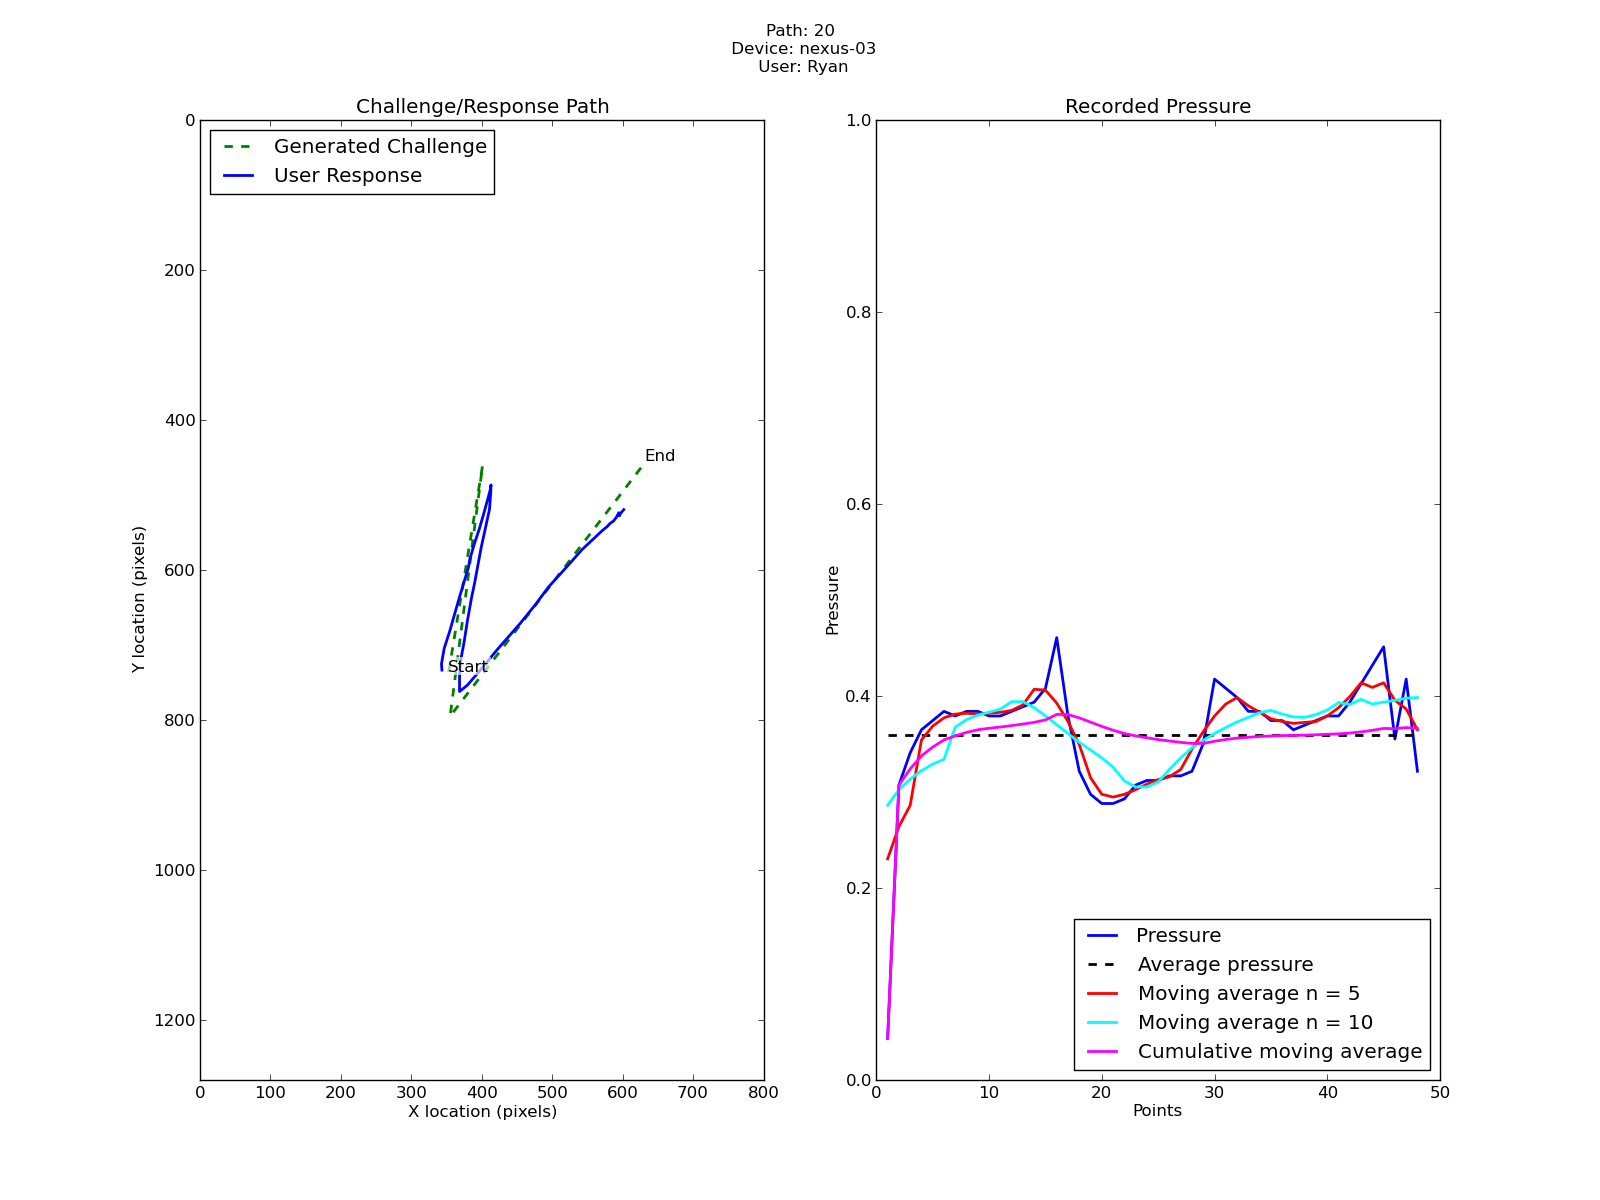 Path: 20
Device: nexus-03
User: Ryan
Challenge/Response Path
Generated Challenge
User Response
0
200
400
600
800
1000
1200
Y location (pixels)
End
Start
0 100 200 300 400 500 600 700 800
X location (pixels)
Recorded Pressure
1.0
0.8
0.6
0.4
0.2
0.0
Pressure
Pressure
Average pressure
Moving average n = 5
Moving average n = 10
Cumulative moving average
0 10 20 30 40 50
Points